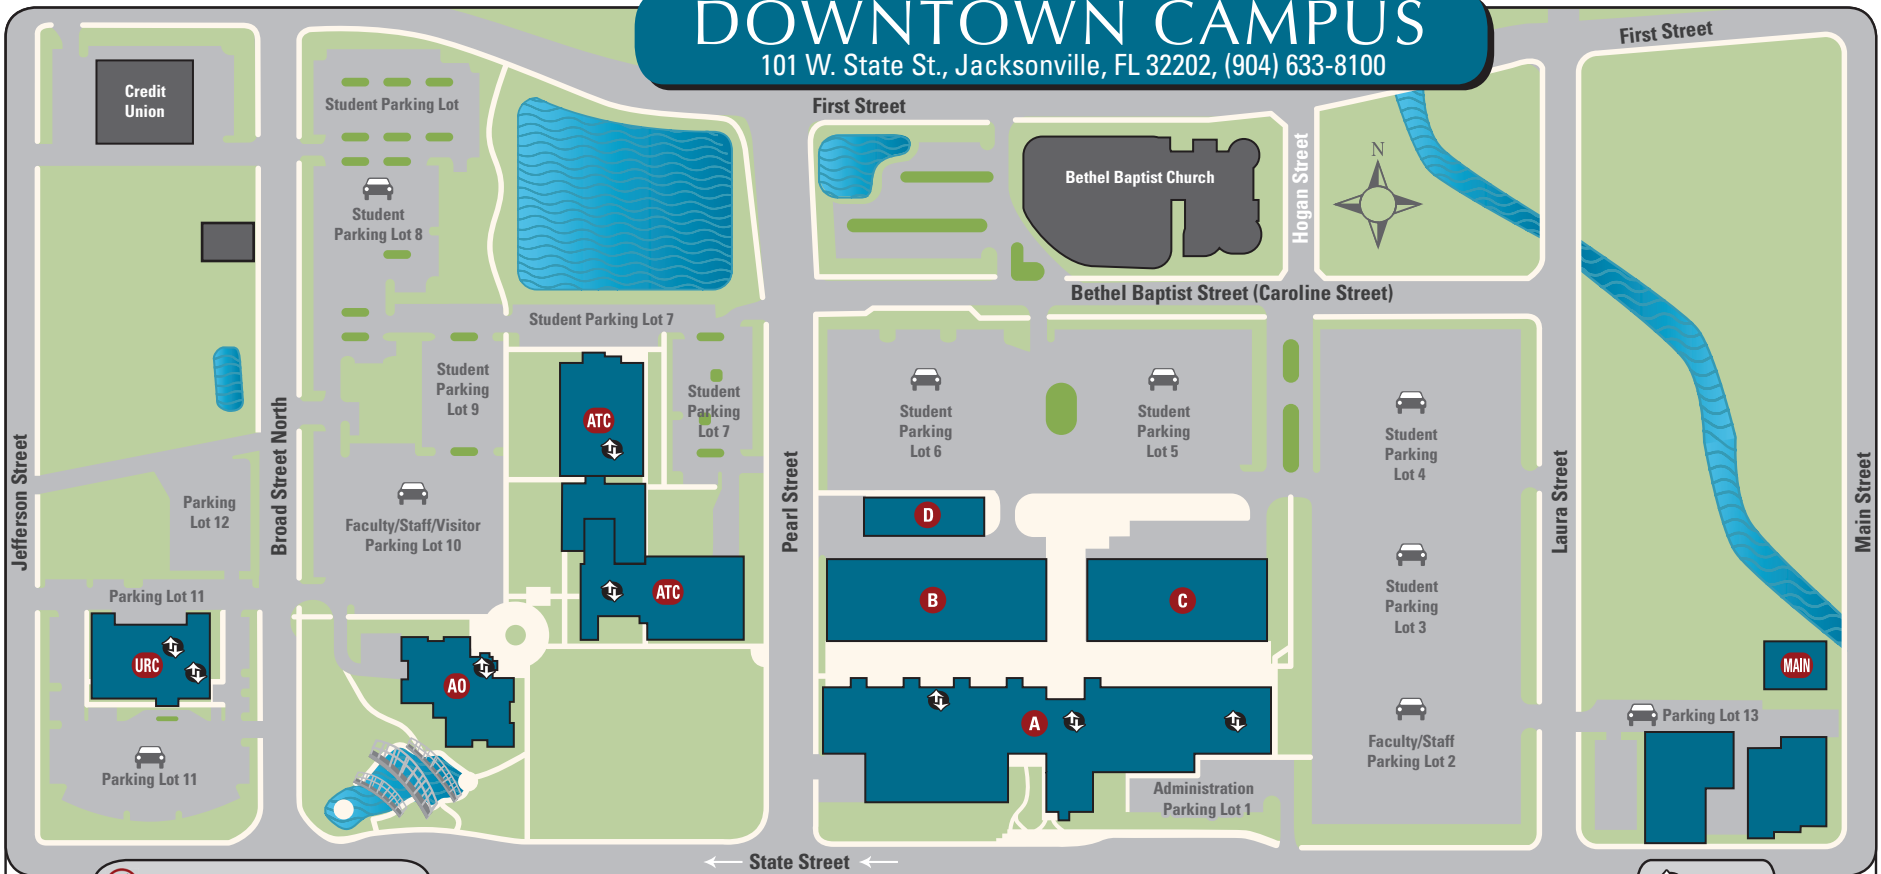 DOWNTOWN CAMPUS
101 W. State St., Jacksonville, FL 32202, (904) 633-8100
First Street
First Street
Credit
Union
Student Parking Lot
Student
Parking Lot 8
Bethel Baptist Church
Hogan Street
N
Bethel Baptist Street (Caroline Street)
Student Parking Lot 7
Student
Parking
Lot 9
ATC
Student
Parking
Lot 7
Student
Parking
Lot 6
Student
Parking
Lot 5
Student
Parking
Lot 4
Jefferson Street
Broad Street North
Pearl Street
Laura Street
Main Street
Parking
Lot 12
Faculty/Staff/Visitor
Parking Lot 10
D
Parking Lot 11
ATC
B
C
Student
Parking
Lot 3
URC
AO
A
MAIN
Parking Lot 13
Faculty/Staff
Parking Lot 2
Parking Lot 11
Administration
Parking Lot 1
State Street